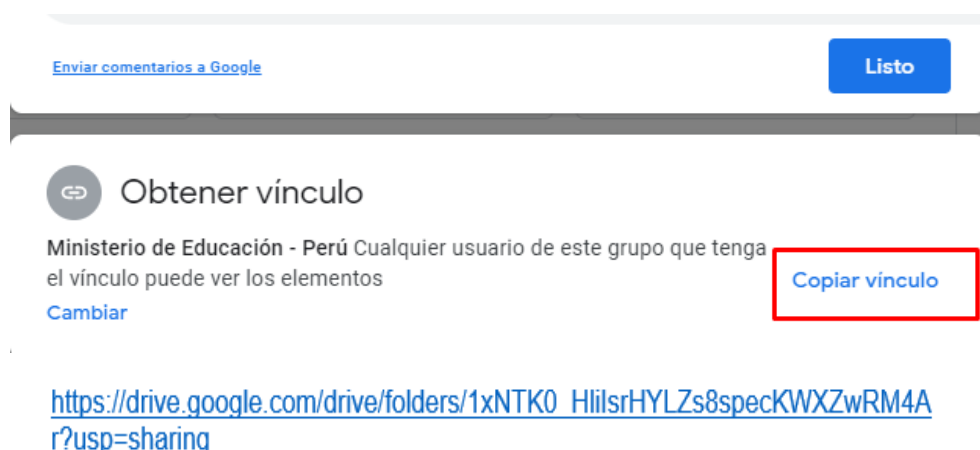 Enviar comentarios a Google
Listo
Obtener vínculo
Ministerio de Educación - Perú Cualquier usuario de este grupo que tenga
el vínculo puede ver los elementos
Copiar vínculo
Cambiar
https://drive.google.com/drive/folders/1xNTK0_HlilsrHYLZs8specKWXZwRM4A
r?usp=sharing